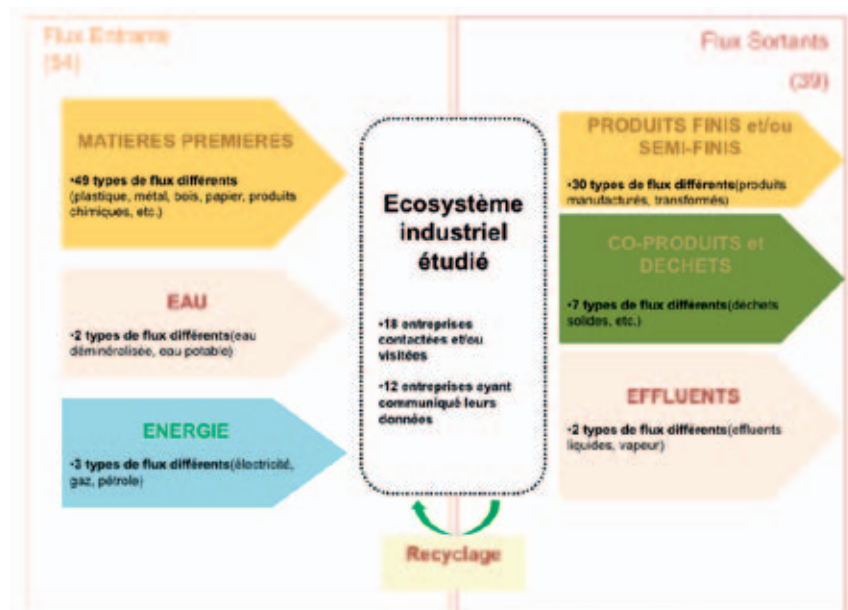 Flux Entrants
(54)
MATIERES PREMIERES
•49 types de flux différents
(plastique, métal, bois, papier, produits
chimiques, etc.)
EAU
•2 types de flux différents(eau
déminéralisée, eau potable)
ENERGIE
•3 types de flux différents(électricité,
gaz, pétrole)
Ecosystème
industriel
étudié
•18 entreprises
contactées et/ou
visitées
•12 entreprises ayant
communiqué leurs
données
Recyclage
Flux Sortants
(39)
PRODUITS FINIS et/ou
SEMI-FINIS
•30 types de flux différents(produits
manufacturés, transformés)
CO-PRODUITS et
DECHETS
•7 types de flux différents(déchets
solides, etc.)
EFFLUENTS
•2 types de flux différents(effluents
liquides, vapeur)